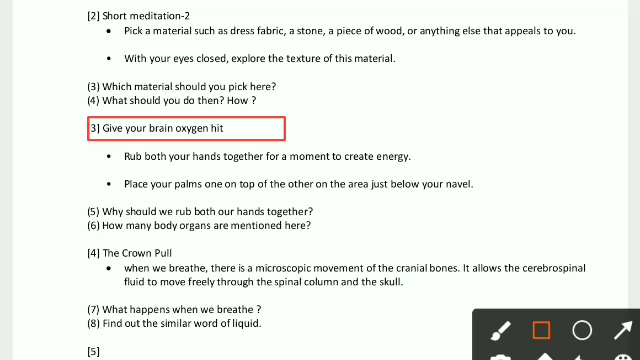 [2] Short meditation-2
• Pick a material such as dress fabric, a stone, a piece of wood, or anything else that appeals to you.
• With your eyes closed, explore the texture of this material.
(3) Which material should you pick here?
(4) What should you do then? How ?
3] Give your brain oxygen hit
• Rub both your hands together for a moment to create energy.
• Place your palms one on top of the other on the area just below your navel.
(5) Why should we rub both our hands together?
(6) How many body organs are mentioned here?
[4] The Crown Pull
• when we breathe, there is a microscopic movement of the cranial bones. It allows the cerebrospinal
fluid to move freely through the spinal column and the skull.
(7) What happens when we breathe ?
(8) Find out the similar word of liquid.
[5]